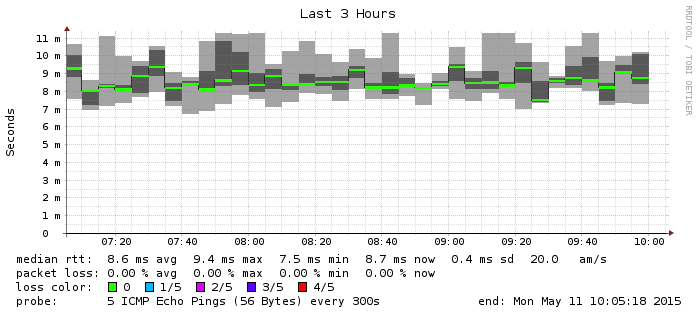 Last 3 Hours
RRDTOOL / TOBI OETIKER
Seconds
11 m
10 m
9 m
8 m
7 m
6 m
5 m
4 m
3 m
2 m
1 m
0
07:20 07:40 08:00 08:20 08:40 09:00 09:20 09:40 10:00
median rtt: 8.6 ms avg 9.4 ms max 7.5 ms min 8.7 ms now 0.4 ms sd 20.0 am/s
packet loss: 0.00 % avg 0.00 % max 0.00 % min 0.00 % now
loss color: 0 1/5 2/5 3/5 4/5
probe: 5 ICMP Echo Pings (56 Bytes) every 300s end: Mon May 11 10:05:18 2015